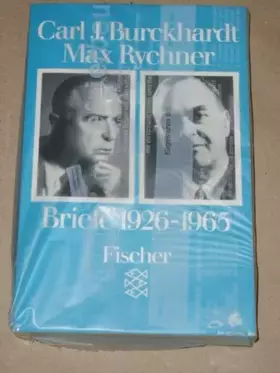 Carl J. Burckhardt
Max Rychner
Briefe 1926-1965
Fischer